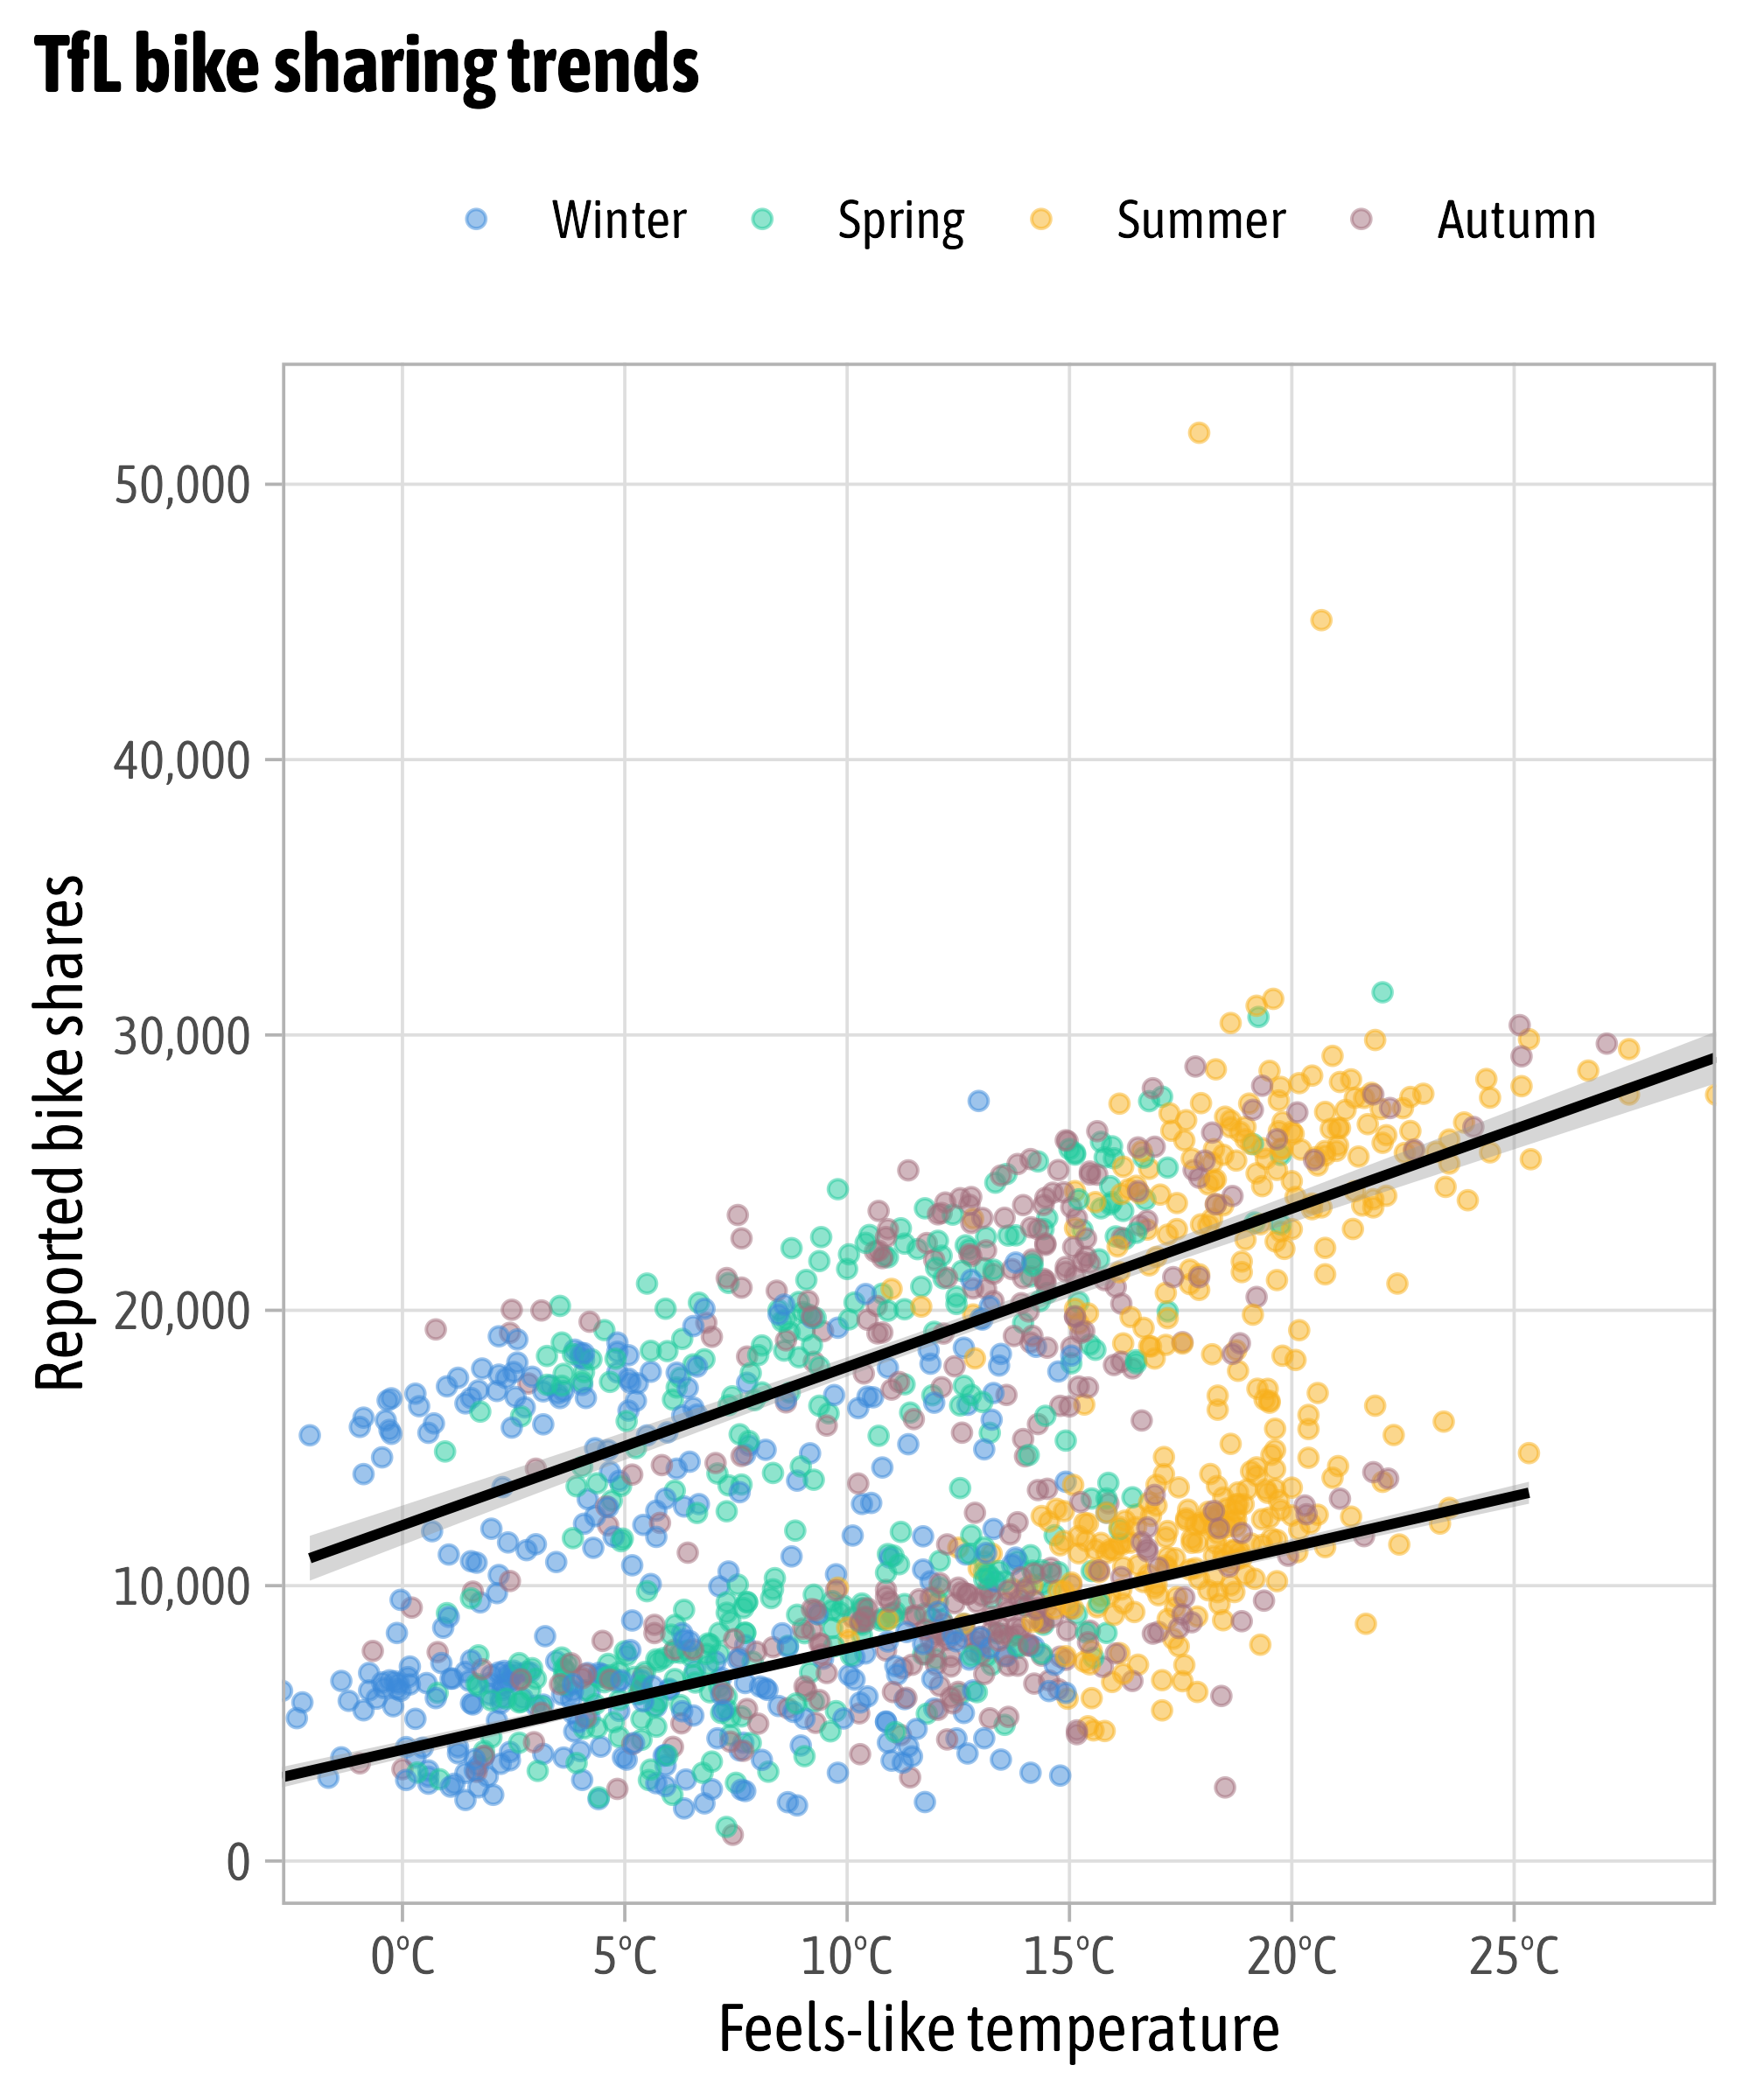 TfL bike sharing trends
Winter Spring Summer Autumn
Reported bike shares
50,000
40,000
30,000
20,000
10,000
0
0°C 5°C 10°C 15°C 20°C 25°C
Feels-like temperature